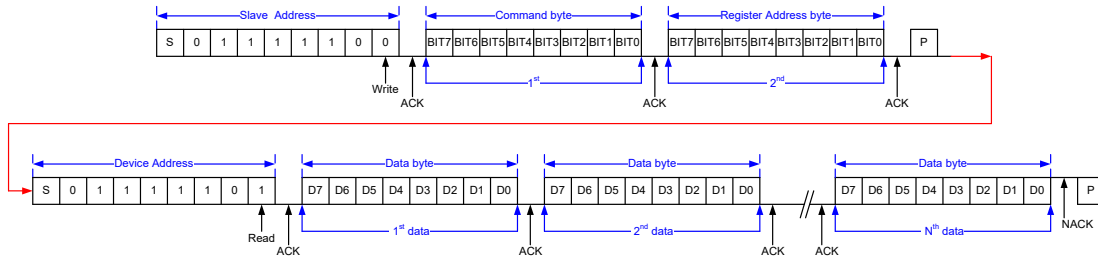 Slave Address Command byte Register Address byte
S 0 1 1 1 1 1 0 0 BIT7 BIT6 BIT5 BIT4 BIT3 BIT2 BIT1 BIT0 BIT7 BIT6 BIT5 BIT4 BIT3 BIT2 BIT1 BIT0 P
Write ACK 1st ACK 2nd ACK
Device Address Data byte Data byte Data byte
S 0 1 1 1 1 1 0 1 D7 D6 D5 D4 D3 D2 D1 D0 D7 D6 D5 D4 D3 D2 D1 D0 D7 D6 D5 D4 D3 D2 D1 D0 P
Read ACK 1st data ACK 2nd data ACK ACK Nth data NACK